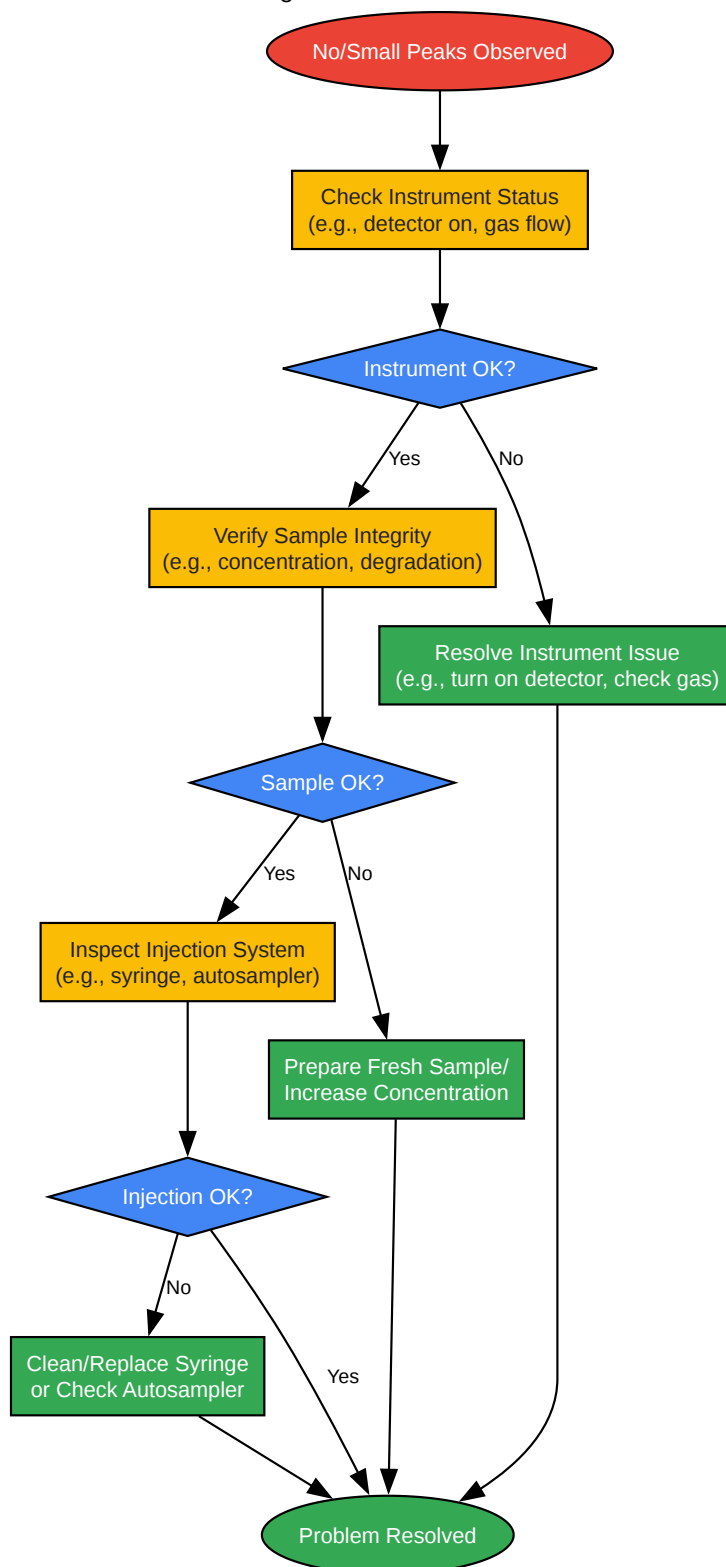 No/Small Peaks Observed
Check Instrument Status
(e.g., detector on, gas flow)
Instrument OK?
Yes
No
Verify Sample Integrity
(e.g., concentration, degradation)
Resolve Instrument Issue
(e.g., turn on detector, check gas)
Sample OK?
Yes
No
Inspect Injection System
(e.g., syringe, autosampler)
Prepare Fresh Sample/
Increase Concentration
Injection OK?
No
Yes
Clean/Replace Syringe
or Check Autosampler
Problem Resolved